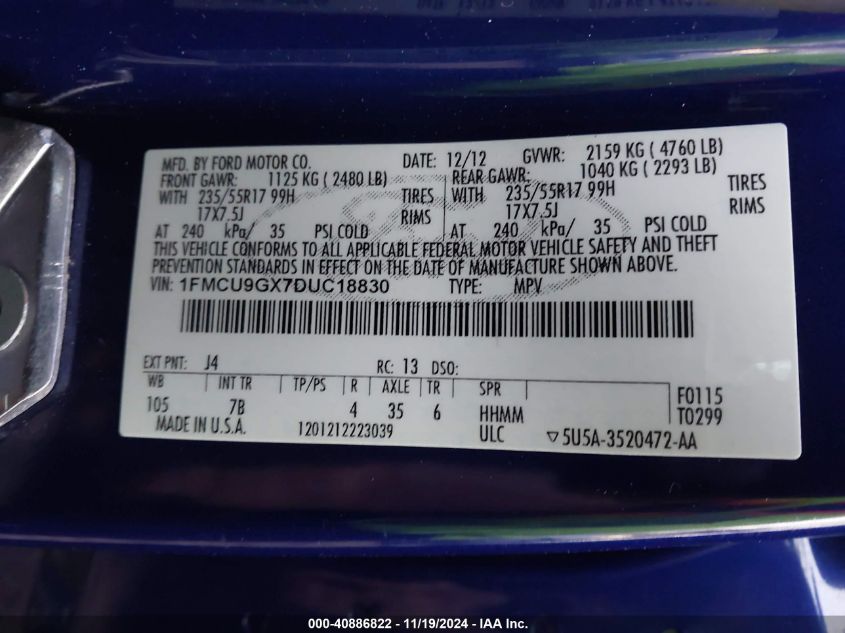 MFD. BY FORD MOTOR CO. DATE: 12/12 GVWR: 2159 KG ( 4760 LB)
FRONT GAWR: 1125 KG ( 2480 LB) REAR GAWR: 1040 KG ( 2293 LB)
WITH 235/55R17 99H TIRES WITH 235/55R17 99H TIRES
17X7.5J RIMS 17X7.5J RIMS
AT 240 kPa/ 35 PSI COLD AT 240 kPa/ 35 PSI COLD
THIS VEHICLE CONFORMS TO ALL APPLICABLE FEDERAL MOTOR VEHICLE SAFETY AND THEFT
PREVENTION STANDARDS IN EFFECT ON THE DATE OF MANUFACTURE SHOWN ABOVE.
VIN: 1FMCU9GX7DUC18830 TYPE: MPV
EXT PNT: J4 RC: 13 DSO:
WB INT TR TP/PS R AXLE TR SPR F0115
105 7B 4 35 6 HHMM T0299
MADE IN U.S.A. 1201212223039 ULC ▽5U5A-3520472-AA
000-40886822 - 11/19/2024 - www.iaai.com